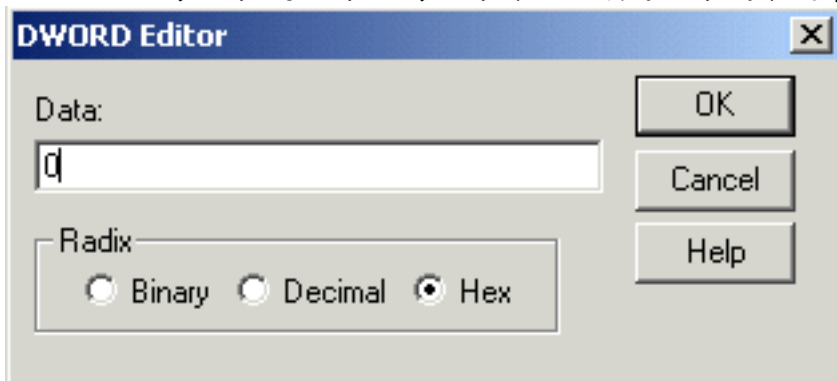 DWORD Editor
Data:
OK
0
Cancel
Radix
Help
Binary Decimal Hex